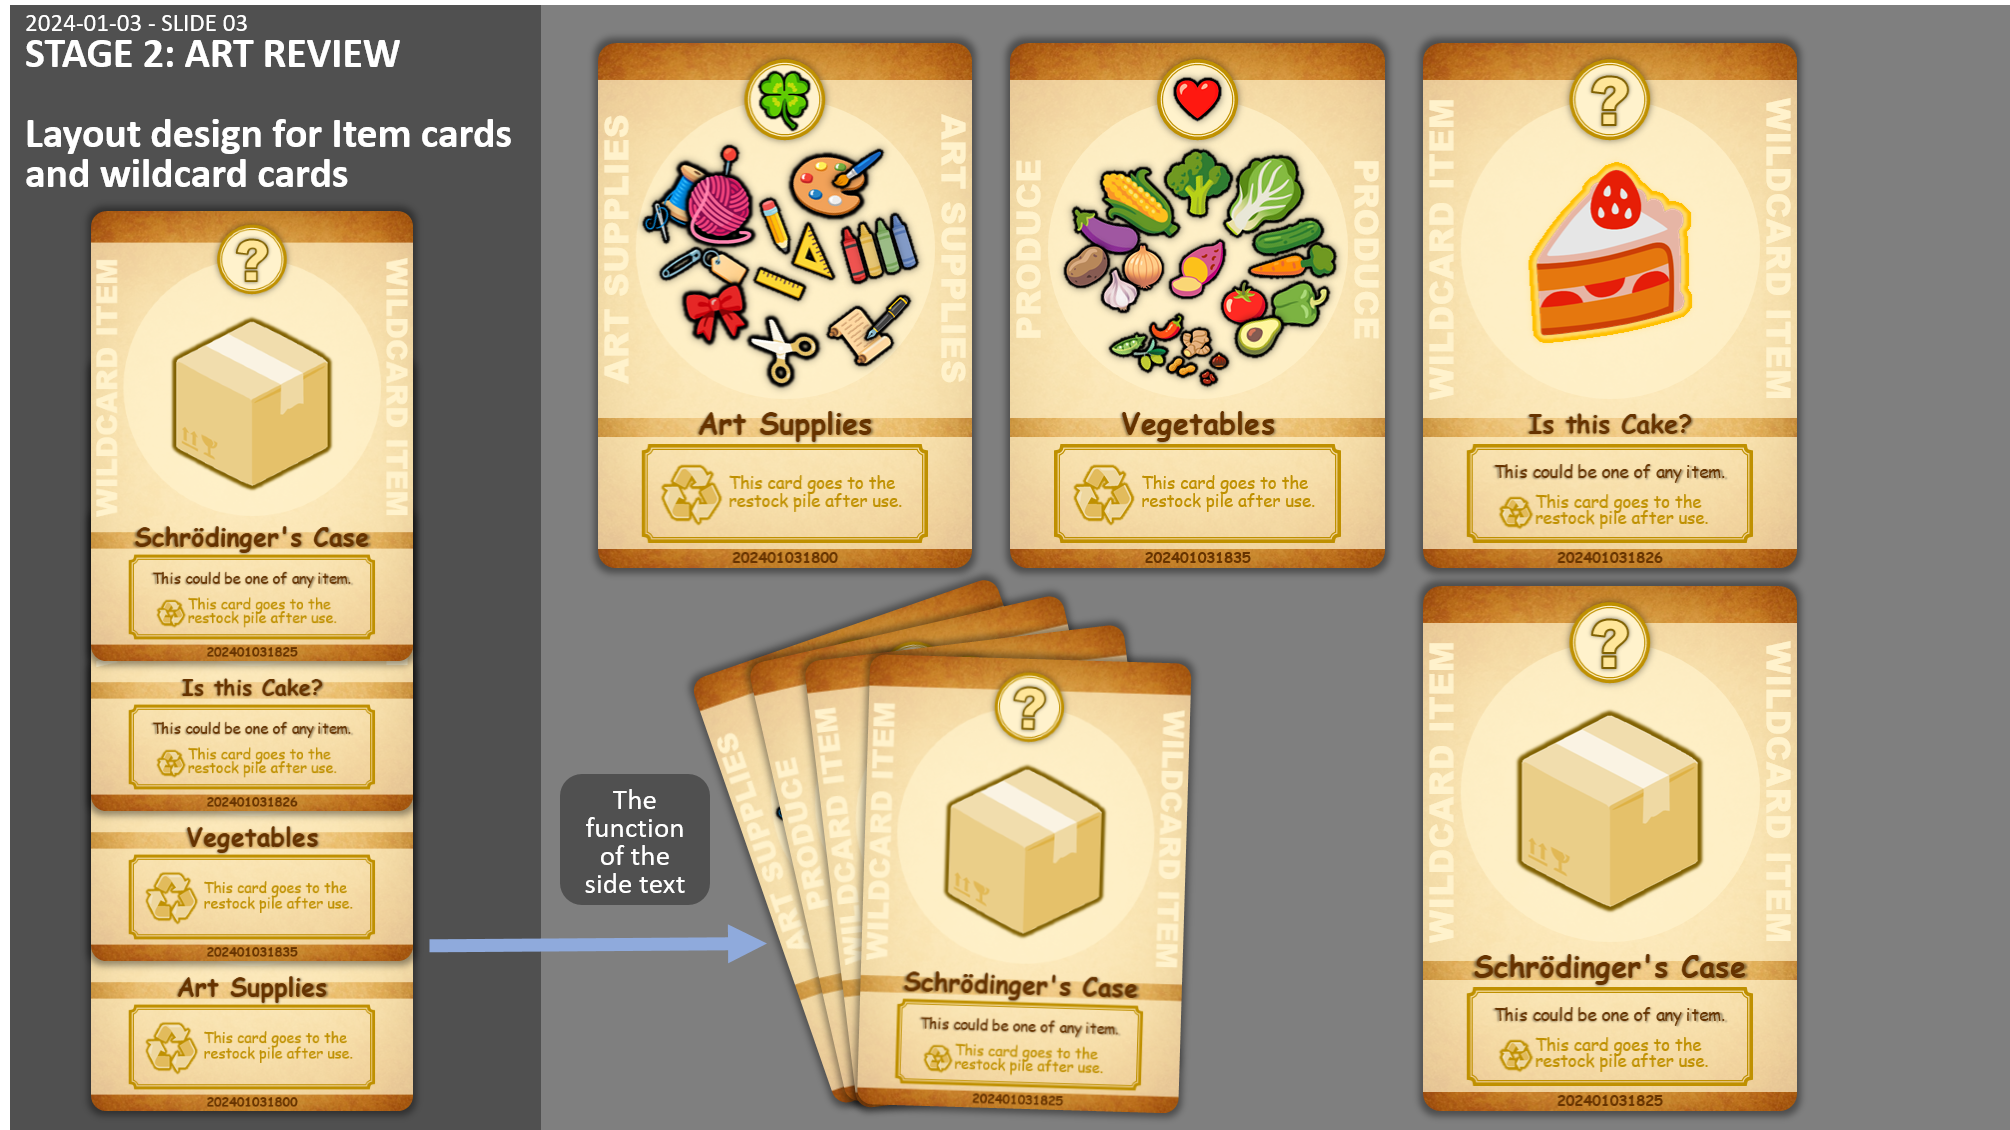 2024-01-03 - SLIDE 03
STAGE 2: ART REVIEW
Layout design for Item cards
and wildcard cards
?
WILDCARD ITEM
WILDCARD ITEM
Schrödinger's Case
This could be one of any item.
This card goes to the
restock pile after use.
202401031825
Is this Cake?
This could be one of any item.
This card goes to the
restock pile after use.
202401031826
Vegetables
This card goes to the
restock pile after use.
202401031835
Art Supplies
This card goes to the
restock pile after use.
202401031800
ART SUPPLIES
ART SUPPLIES
Art Supplies
This card goes to the
restock pile after use.
202401031800
PRODUCE
PRODUCE
Vegetables
This card goes to the
restock pile after use.
202401031835
?
WILDCARD ITEM
WILDCARD ITEM
Is this Cake?
This could be one of any item.
This card goes to the
restock pile after use.
202401031826
The
function
of the
side text
ART SUPPLIES
PRODUCE
WILDCARD ITEM
WILDCARD ITEM
?
WILDCARD ITEM
Schrödinger's Case
This could be one of any item.
This card goes to the
restock pile after use.
202401031825
?
WILDCARD ITEM
WILDCARD ITEM
Schrödinger's Case
This could be one of any item.
This card goes to the
restock pile after use.
202401031825